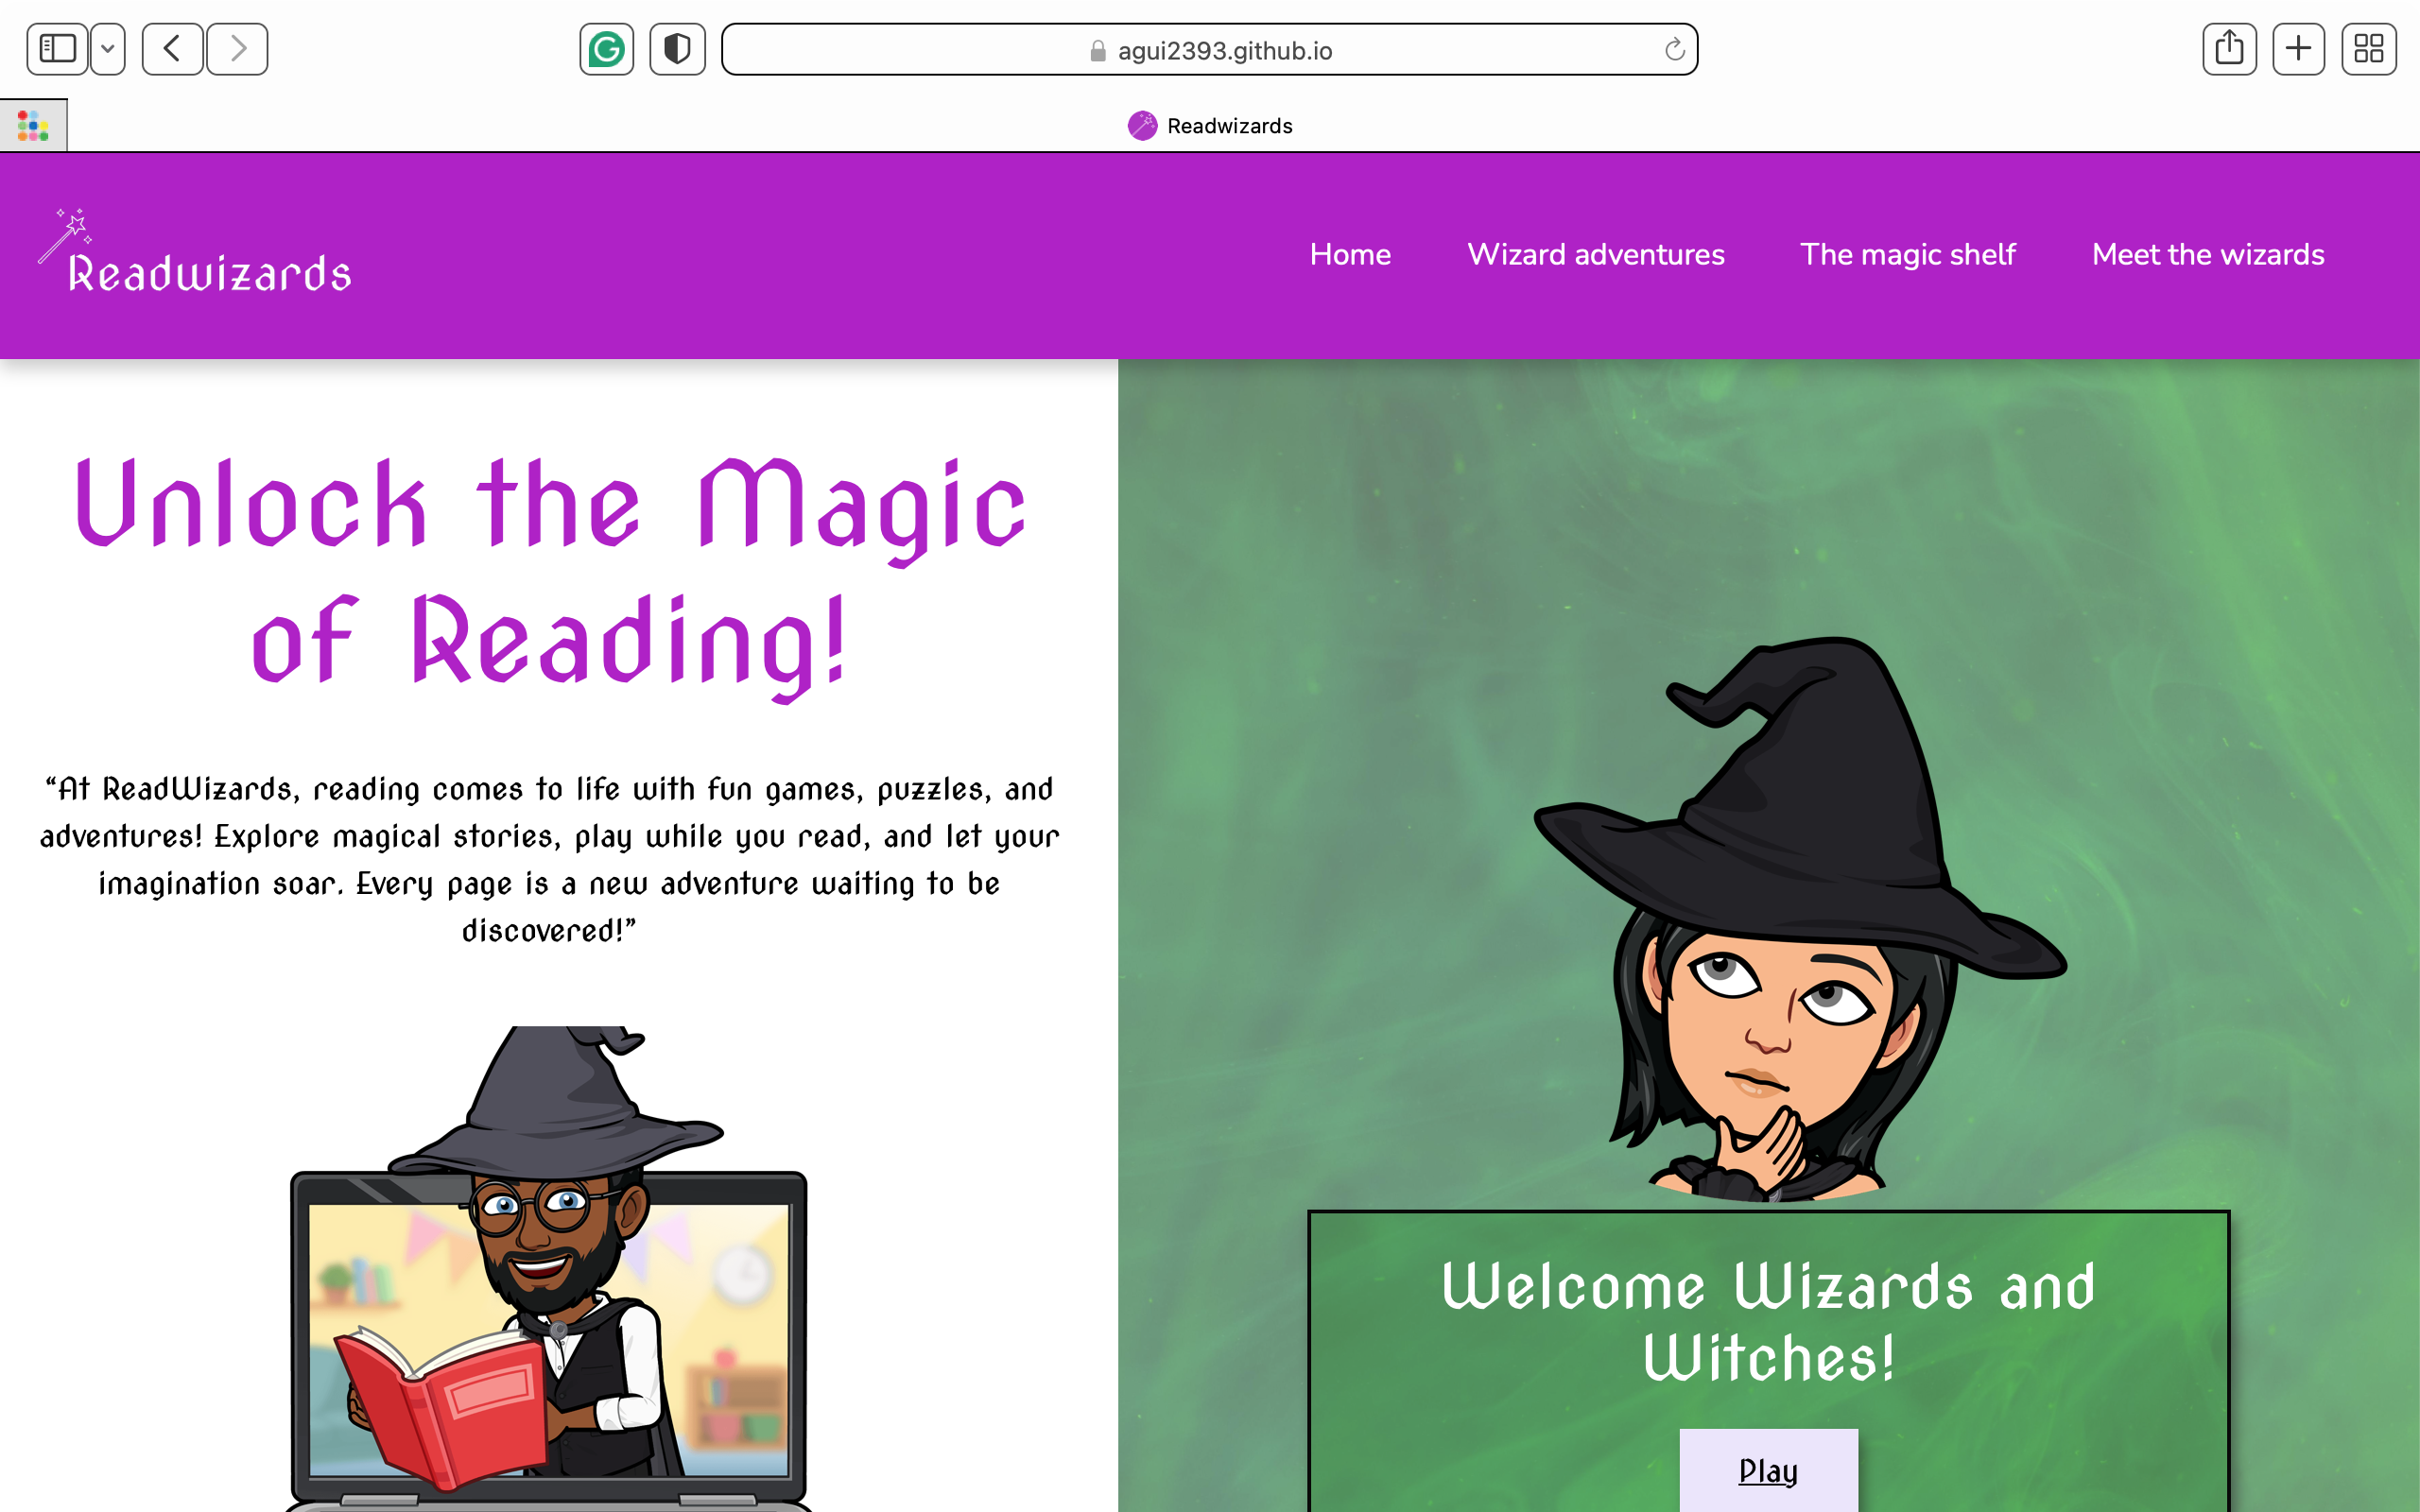 agui2393.github.io
Readwizards
Readwizards
Home Wizard adventures The magic shelf Meet the wizards
Unlock the Magic
of Reading!
“At ReadWizards, reading comes to life with fun games, puzzles, and
adventures! Explore magical stories, play while you read, and let your
imagination soar. Every page is a new adventure waiting to be
discovered!”
Welcome Wizards and
Witches!
Play